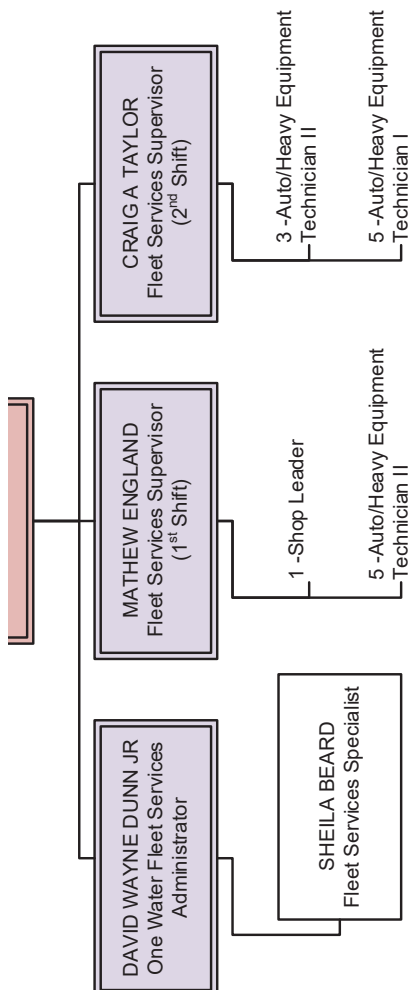 DAVID WAYNE DUNN JR
One Water Fleet Services
Administrator
SHEILA BEARD
Fleet Services Specialist
MATHEW ENGLAND
Fleet Services Supervisor
(1st Shift)
1 -Shop Leader
5 -Auto/Heavy Equipment
Technician II
CRAIG A TAYLOR
Fleet Services Supervisor
(2nd Shift)
3 -Auto/Heavy Equipment
Technician II
5 -Auto/Heavy Equipment
Technician I